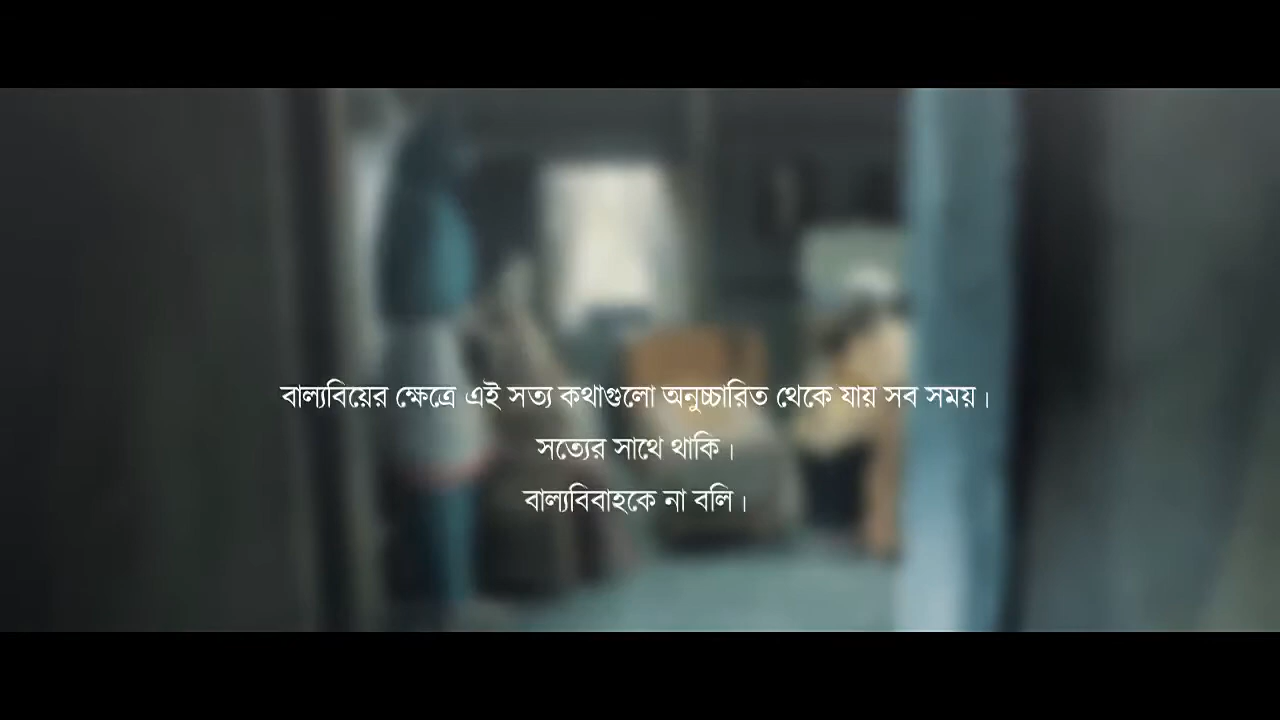 বাল্যবিয়ের ক্ষেত্রে এই সত্য কথাগুলো অনুচ্চারিত থেকে যায় সব সময়।
সত্যের সাথে থাকি।
বাল্যবিবাহকে না বলি।